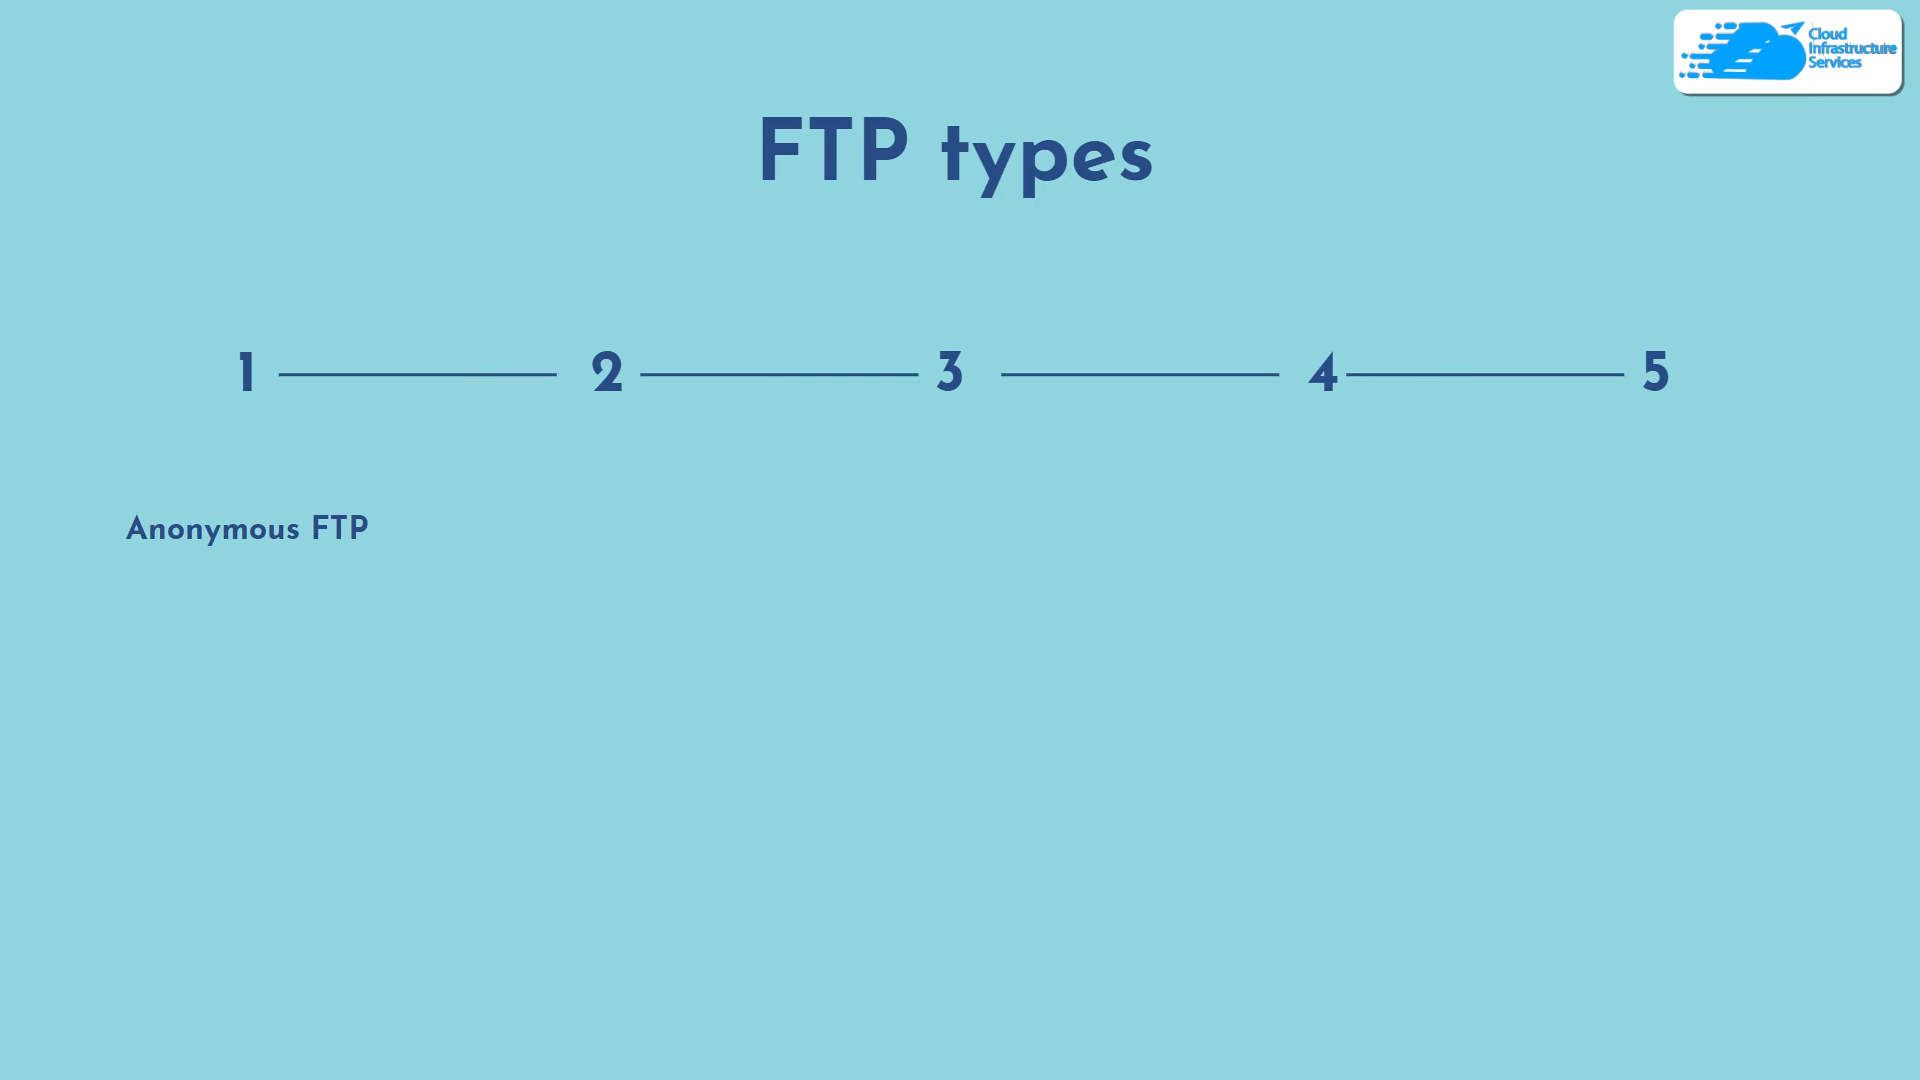 Cloud
Infrastructure
Services
FTP types
1 2 3 4 5
Anonymous FTP